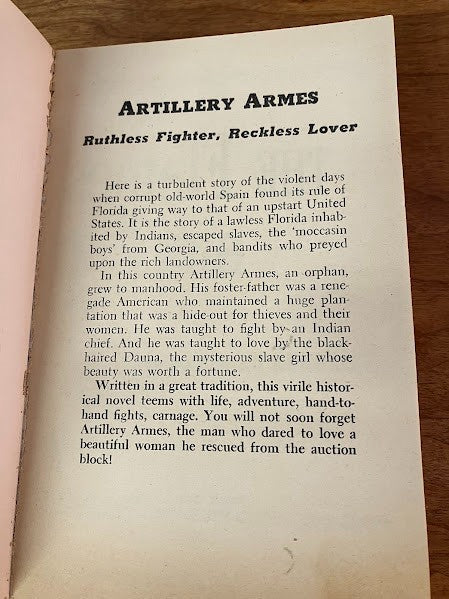 ARTILLERY ARMES
Ruthless Fighter, Reckless Lover
Here is a turbulent story of the violent days
when corrupt old-world Spain found its rule of
Florida giving way to that of an upstart United
States. It is the story of a lawless Florida inhab-
ited by Indians, escaped slaves, the 'moccasin
boys' from Georgia, and bandits who preyed
upon the rich landowners.
In this country Artillery Armes, an orphan,
grew to manhood. His foster-father was a rene-
gade American who maintained a huge plan-
tation that was a hide-out for thieves and their
women. He was taught to fight by an Indian
chief. And he was taught to love by the black-
haired Dauna, the mysterious slave girl whose
beauty was worth a fortune.
Written in a great tradition, this virile histor-
ical novel teems with life, adventure, hand-to-
hand fights, carnage. You will not soon forget
Artillery Armes, the man who dared to love a
beautiful woman he rescued from the auction
block!